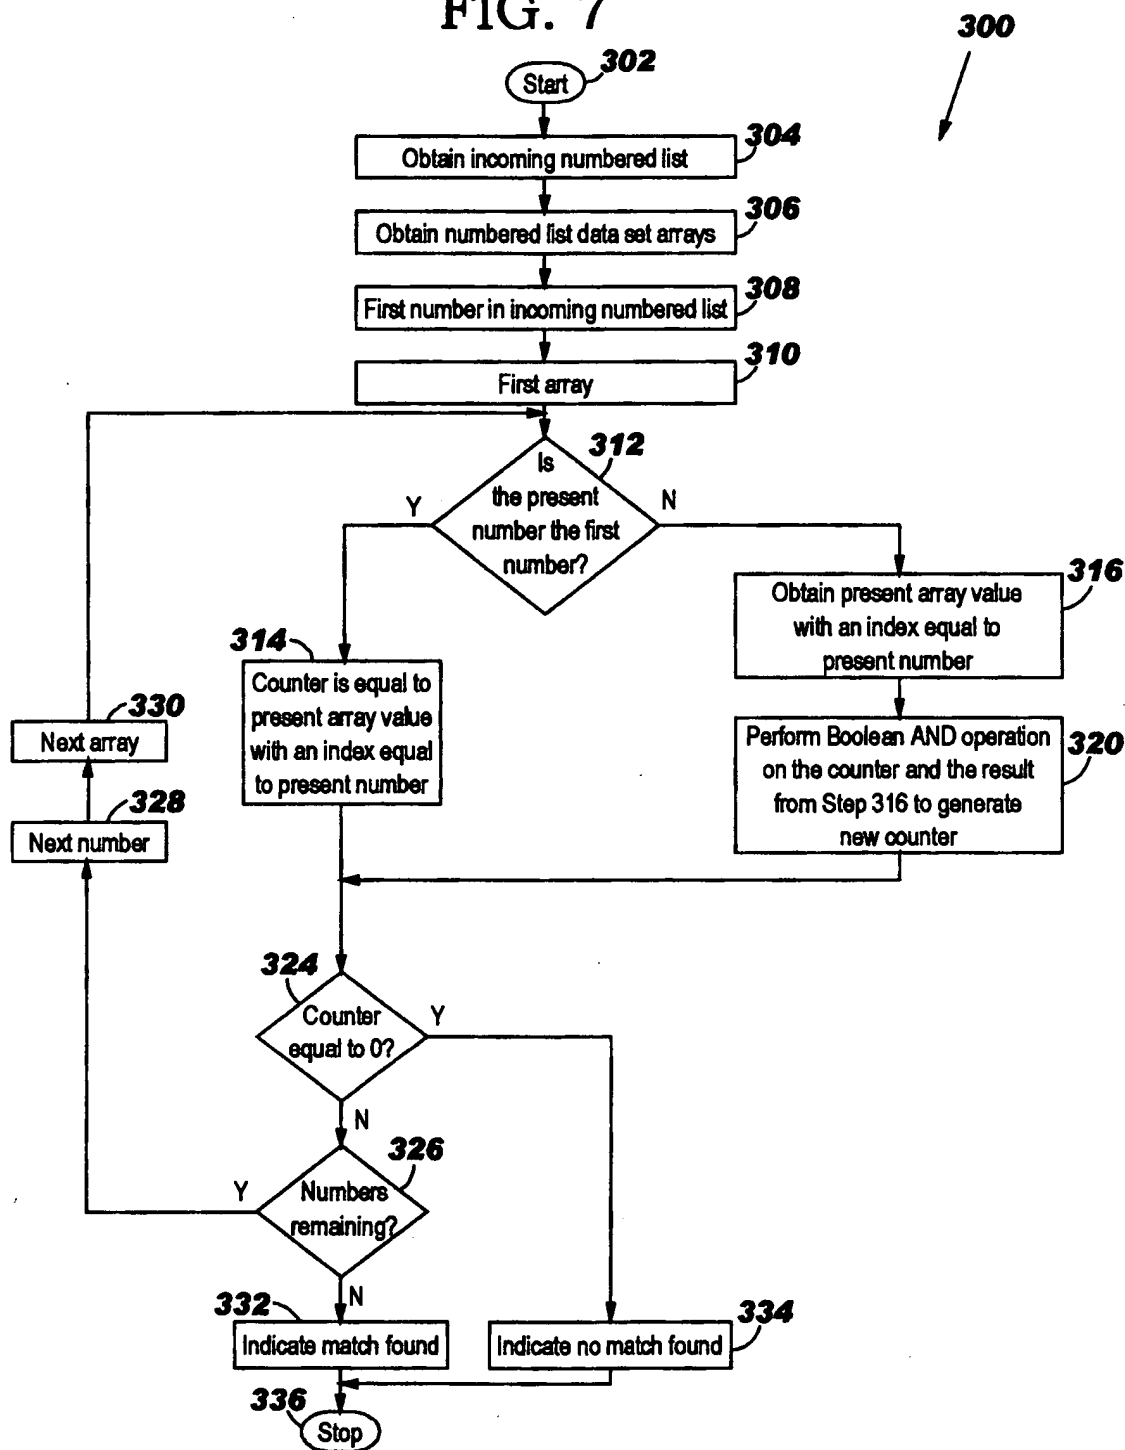 FIG. 7
300
302
Start
304
Obtain incoming numbered list
306
Obtain numbered list data set arrays
308
First number in incoming numbered list
310
First array
312
Is
the present
number the first
number?
Y
N
314
Counter is equal to
present array value
with an index equal
to present number
316
Obtain present array value
with an index equal to
present number
320
Perform Boolean AND operation
on the counter and the result
from Step 316 to generate
new counter
330
Next array
328
Next number
324
Counter
equal to 0?
Y
N
326
Numbers
remaining?
Y
N
332
Indicate match found
334
Indicate no match found
336
Stop